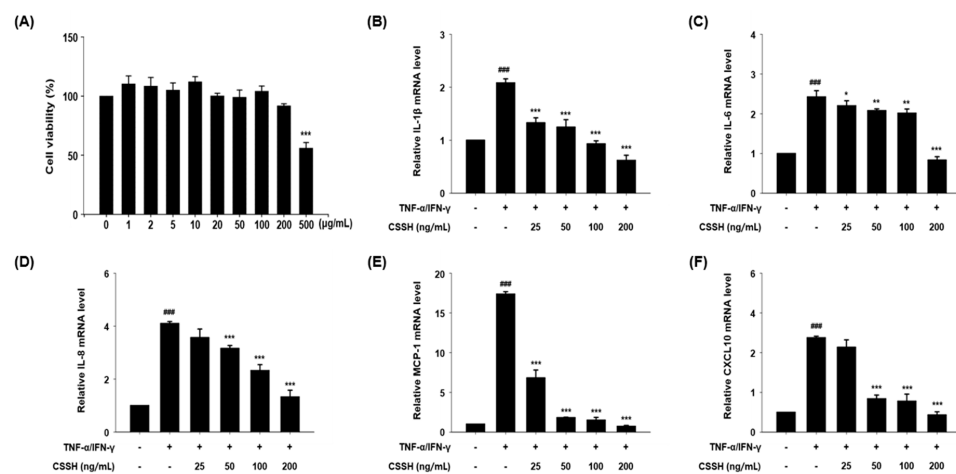 (A)
Cell viability (%)
150
100
50
0
0 1 2 5 10 20 50 100 200 500 (μg/mL)
***
(B)
Relative IL-1β mRNA level
3
2
1
0
###
***
***
***
***
TNF-α/IFN-γ - + + + + +
CSSH (ng/mL) - - 25 50 100 200
(C)
Relative IL-6 mRNA level
4
3
2
1
0
###
*
**
**
***
TNF-α/IFN-γ - + + + + +
CSSH (ng/mL) - - 25 50 100 200
(D)
Relative IL-8 mRNA level
6
4
2
0
###
***
***
***
TNF-α/IFN-γ - + + + + +
CSSH (ng/mL) - - 25 50 100 200
(E)
Relative MCP-1 mRNA level
20
15
10
5
0
###
***
***
***
***
TNF-α/IFN-γ - + + + + +
CSSH (ng/mL) - - 25 50 100 200
(F)
Relative CXCL10 mRNA level
6
4
2
1
0
###
***
***
***
TNF-α/IFN-γ - + + + + +
CSSH (ng/mL) - - 25 50 100 200